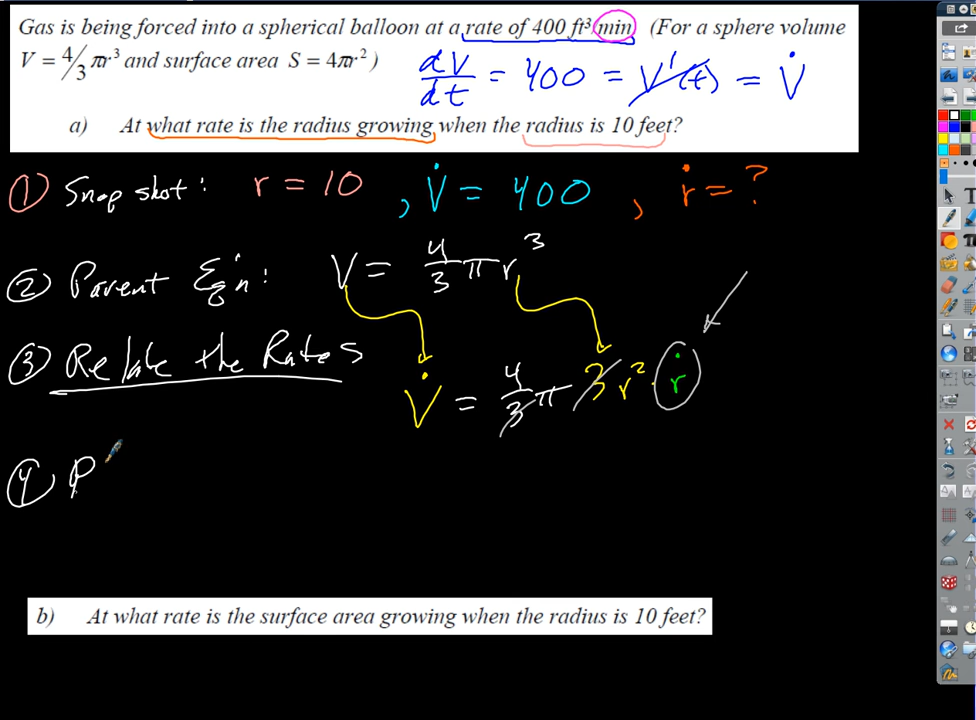 Gas is being forced into a spherical balloon at a rate of 400 ft³/min (For a sphere volume
V = 4/3 πr³ and surface area S = 4πr²)
dV/dt = 400 = V'(t) = V̇
a) At what rate is the radius growing when the radius is 10 feet?
① Snap shot: r = 10 , V̇ = 400 , ṙ = ?
② Parent Eq'n: V = 4/3 π r³
③ Relate the Rates
V̇ = 4/3 π 3 r² · ṙ
④ P
b) At what rate is the surface area growing when the radius is 10 feet?